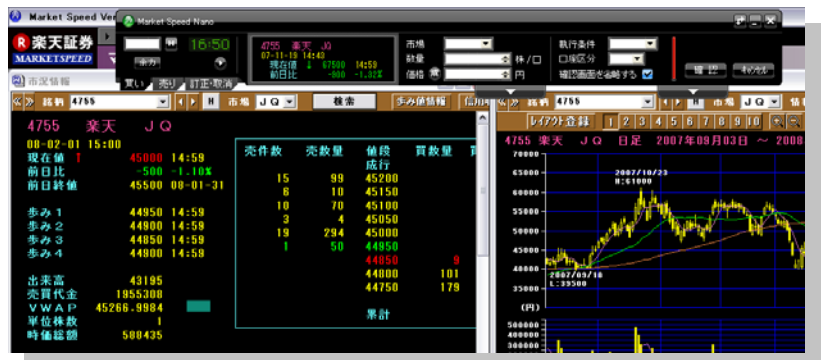 Market Speed Ver
Market Speed Nano
楽天証券
MARKETSPEED
市況情報
余力
16:50
4755 楽天 JQ
07-11-19 14:43
現在値 ↓ 67500 14:59
前日比 -800 -1.02%
市場
数量
株/口
価格
円
執行条件
口座区分
確認画面を省略する
確認
キャンセル
買い
売り
訂正・取消
銘柄 4755
市場 JQ
検索
歩み値情報
銘柄 4755
市場 JQ
レイアウト登録 1 2 3 4 5 6 7 8 9 10
4755 楽天 JQ
08-02-01 15:00
現在値 ↑ 45000 14:59
前日比 -500 -1.10%
前日終値 45500 08-01-31
歩み1 44950 14:59
歩み2 44900 14:59
歩み3 44850 14:59
歩み4 44900 14:59
出来高 43195
売買代金 1955308
VWAP 45266.9984
単位株数 1
時価総額 588435
売件数 売数量 値段 買数量
成行
15 99 45200
6 10 45150
10 70 45100
3 4 45050
19 294 45000
1 50 44950
44850 8
44800 101
44750 179
累計
4755 楽天 JQ 日足 2007年09月03日 ~ 2008
70000
65000
60000
55000
50000
45000
40000
35000
(円)
2007/10/23
H:61000
2007/09/18
L:39500
500000
400000
300000